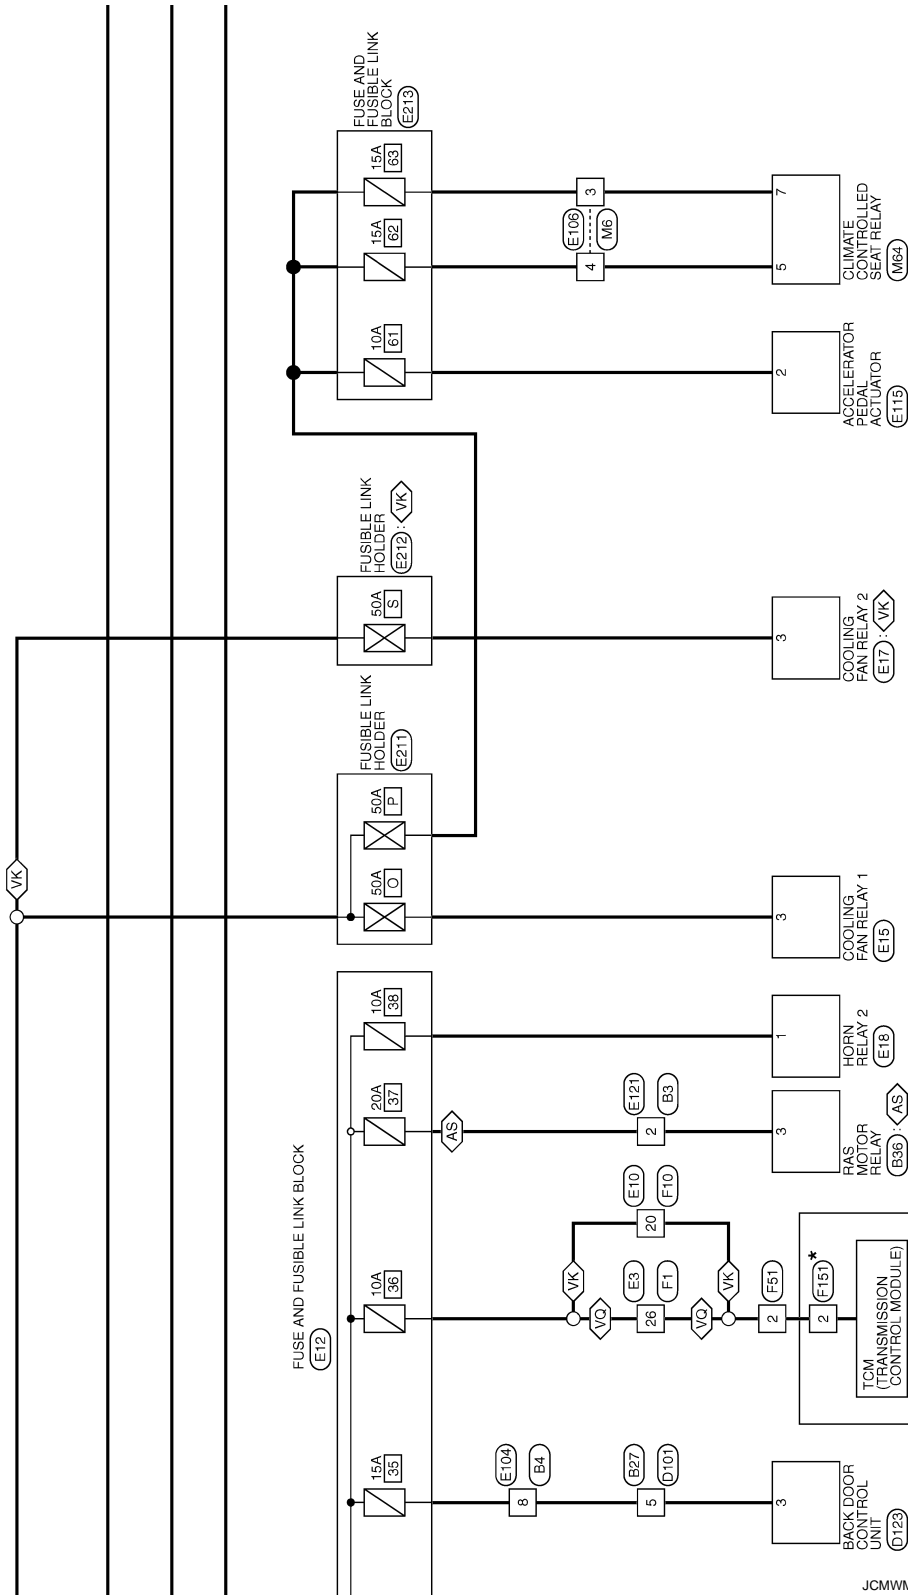 FUSE AND
FUSIBLE LINK
BLOCK
E213
15A
63
15A
62
10A
61
3
E106
M6
4
7
5
CLIMATE
CONTROLLED
SEAT RELAY
M64
2
ACCELERATOR
PEDAL
ACTUATOR
E115
FUSIBLE LINK
HOLDER
E212 : VK
50A
S
3
COOLING
FAN RELAY 2
E17 : VK
VK
FUSIBLE LINK
HOLDER
E211
50A
P
50A
O
3
COOLING
FAN RELAY 1
E15
FUSE AND FUSIBLE LINK BLOCK
E12
10A
38
1
HORN
RELAY 2
E18
20A
37
AS
E121
2
B3
3
RAS
MOTOR
RELAY
B36 : AS
10A
36
E10
20
F10
VK
VK
E3
26
F1
VQ
VQ
2
F51
2
F151
*
TCM
(TRANSMISSION
CONTROL MODULE)
15A
35
E104
8
B4
B27
5
D101
3
BACK DOOR
CONTROL
UNIT
D123